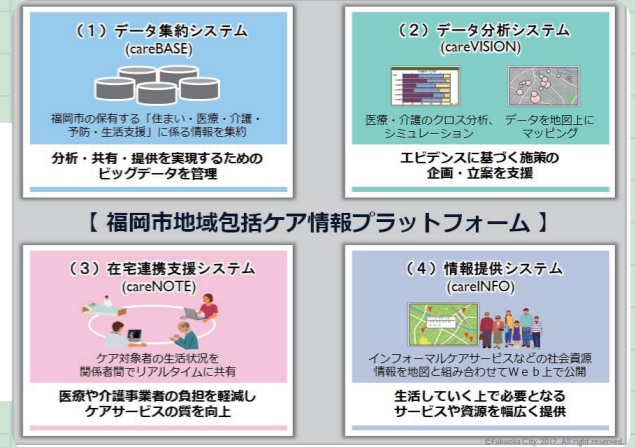 （１）データ集約システム
(careBASE)
福岡市の保有する「住まい・医療・介護・
予防・生活支援」に係る情報を集約
分析・共有・提供を実現するための
ビッグデータを管理
（２）データ分析システム
(careVISION)
医療・介護のクロス分析、
シミュレーション
データを地図上に
マッピング
エビデンスに基づく施策の
企画・立案を支援
【 福岡市地域包括ケア情報プラットフォーム 】
（３）在宅連携支援システム
(careNOTE)
ケア対象者の生活状況を
関係者間でリアルタイムに共有
医療や介護事業者の負担を軽減し
ケアサービスの質を向上
（４）情報提供システム
(careINFO)
インフォーマルケアサービスなどの社会資源
情報を地図と組み合わせてＷｅｂ上で公開
生活していく上で必要となる
サービスや資源を幅広く提供
©Fukuoka City. 2017. All right reserved.